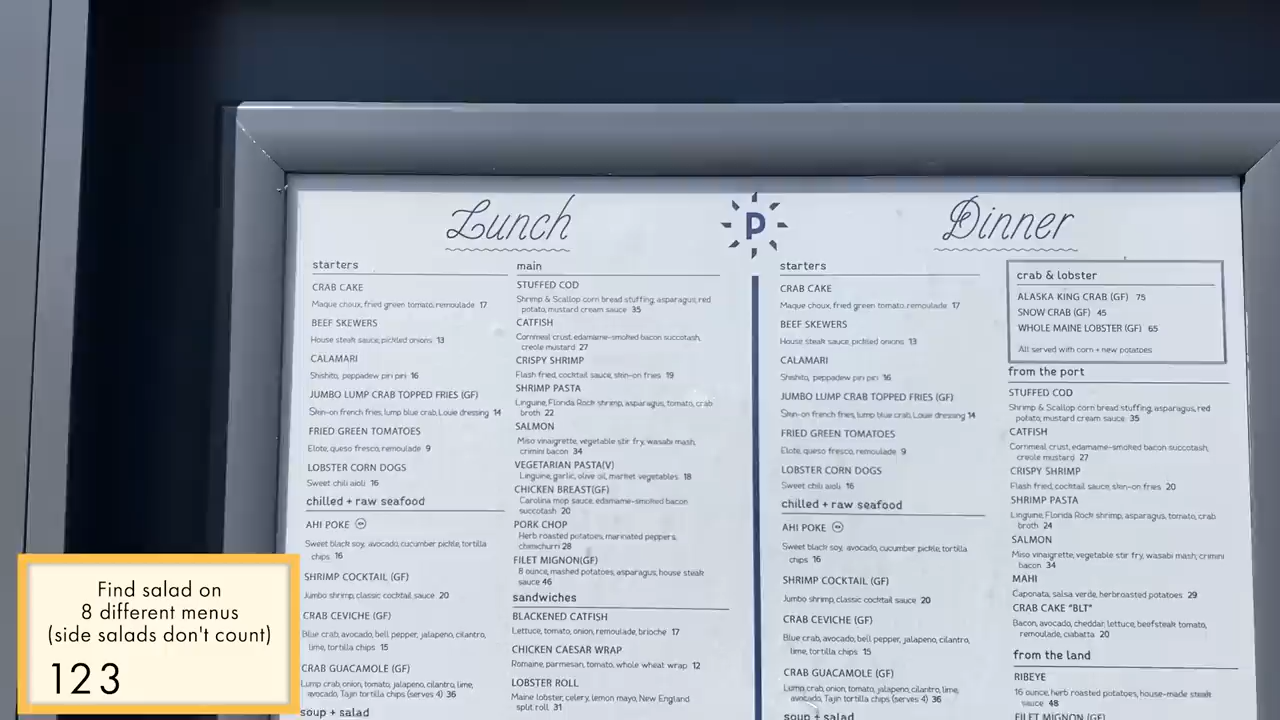 Lunch
P
Dinner
starters
CRAB CAKE
Maque choux, fried green tomato, remoulade 17
BEEF SKEWERS
House steak sauce, pickled onions 13
CALAMARI
Shishito, peppadew piri piri 16
JUMBO LUMP CRAB TOPPED FRIES (GF)
Skin-on french fries, lump blue crab, Louie dressing 14
FRIED GREEN TOMATOES
Elote, queso fresco, remoulade 9
LOBSTER CORN DOGS
Sweet chili aioli 16
chilled + raw seafood
AHI POKE
Sweet black soy, avocado, cucumber pickle, tortilla
chips 16
SHRIMP COCKTAIL (GF)
Jumbo shrimp, classic cocktail sauce 20
CRAB CEVICHE (GF)
Blue crab, avocado, bell pepper, jalapeno, cilantro,
lime, tortilla chips 15
CRAB GUACAMOLE (GF)
Lump crab, onion, tomato, jalapeno, cilantro, lime,
avocado, Tajin tortilla chips (serves 4) 36
soup + salad
main
STUFFED COD
Shrimp & Scallop corn bread stuffing, asparagus, red
potato, mustard cream sauce 35
CATFISH
Cornmeal crust, edamame-smoked bacon succotash,
creole mustard 27
CRISPY SHRIMP
Flash fried, cocktail sauce, skin-on fries 19
SHRIMP PASTA
Linguine, Florida Rock shrimp, asparagus, tomato, crab
broth 22
SALMON
Miso vinaigrette, vegetable stir fry, wasabi mash,
crimini bacon 34
VEGETARIAN PASTA(V)
Linguine, garlic, olive oil, market vegetables 18
CHICKEN BREAST(GF)
Carolina mop sauce, edamame-smoked bacon
succotash 20
PORK CHOP
Herb roasted potatoes, marinated peppers,
chimichurri 28
FILET MIGNON(GF)
8 ounce, mashed potatoes, asparagus, house steak
sauce 46
sandwiches
BLACKENED CATFISH
Lettuce, tomato, onion, remoulade, brioche 17
CHICKEN CAESAR WRAP
Romaine, parmesan, tomato, whole wheat wrap 12
LOBSTER ROLL
Maine lobster, celery, lemon mayo, New England
split roll 31
starters
CRAB CAKE
Maque choux, fried green tomato, remoulade 17
BEEF SKEWERS
House steak sauce, pickled onions 13
CALAMARI
Shishito, peppadew piri piri 16
JUMBO LUMP CRAB TOPPED FRIES (GF)
Skin-on french fries, lump blue crab, Louie dressing 14
FRIED GREEN TOMATOES
Elote, queso fresco, remoulade 9
LOBSTER CORN DOGS
Sweet chili aioli 16
chilled + raw seafood
AHI POKE
Sweet black soy, avocado, cucumber pickle, tortilla
chips 16
SHRIMP COCKTAIL (GF)
Jumbo shrimp, classic cocktail sauce 20
CRAB CEVICHE (GF)
Blue crab, avocado, bell pepper, jalapeno, cilantro,
lime, tortilla chips 15
CRAB GUACAMOLE (GF)
Lump crab, onion, tomato, jalapeno, cilantro, lime,
avocado, Tajin tortilla chips (serves 4) 36
soup + salad
crab & lobster
ALASKA KING CRAB (GF) 75
SNOW CRAB (GF) 45
WHOLE MAINE LOBSTER (GF) 65
All served with corn + new potatoes
from the port
STUFFED COD
Shrimp & Scallop corn bread stuffing, asparagus, red
potato, mustard cream sauce 35
CATFISH
Cornmeal crust, edamame-smoked bacon succotash,
creole mustard 27
CRISPY SHRIMP
Flash fried, cocktail sauce, skin-on fries 20
SHRIMP PASTA
Linguine, Florida Rock shrimp, asparagus, tomato, crab
broth 24
SALMON
Miso vinaigrette, vegetable stir fry, wasabi mash, crimini
bacon 34
MAHI
Caponata, salsa verde, herbroasted potatoes 29
CRAB CAKE "BLT"
Bacon, avocado, cheddar, lettuce, beefsteak tomato,
remoulade, ciabatta 20
from the land
RIBEYE
16 ounce, herb roasted potatoes, house-made steak
sauce 48
FILET MIGNON (GF)
Find salad on
8 different menus
(side salads don't count)
123